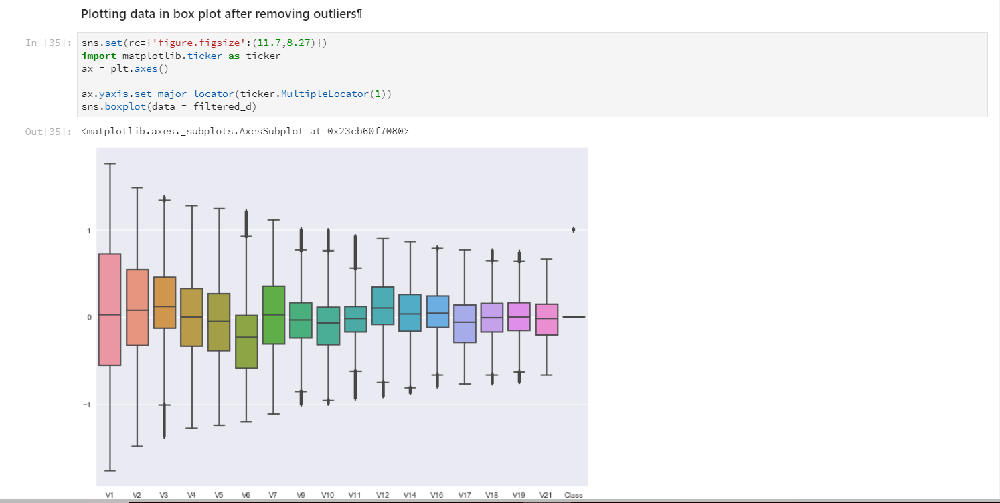 Plotting data in box plot after removing outliers¶
In [35]:
sns.set(rc={'figure.figsize':(11.7,8.27)})
import matplotlib.ticker as ticker
ax = plt.axes()
ax.yaxis.set_major_locator(ticker.MultipleLocator(1))
sns.boxplot(data = filtered_d)
Out[35]: <matplotlib.axes._subplots.AxesSubplot at 0x23cb60f7080>
1
0
−1
V1 V2 V3 V4 V5 V6 V7 V9 V10 V11 V12 V14 V16 V17 V18 V19 V21 Class